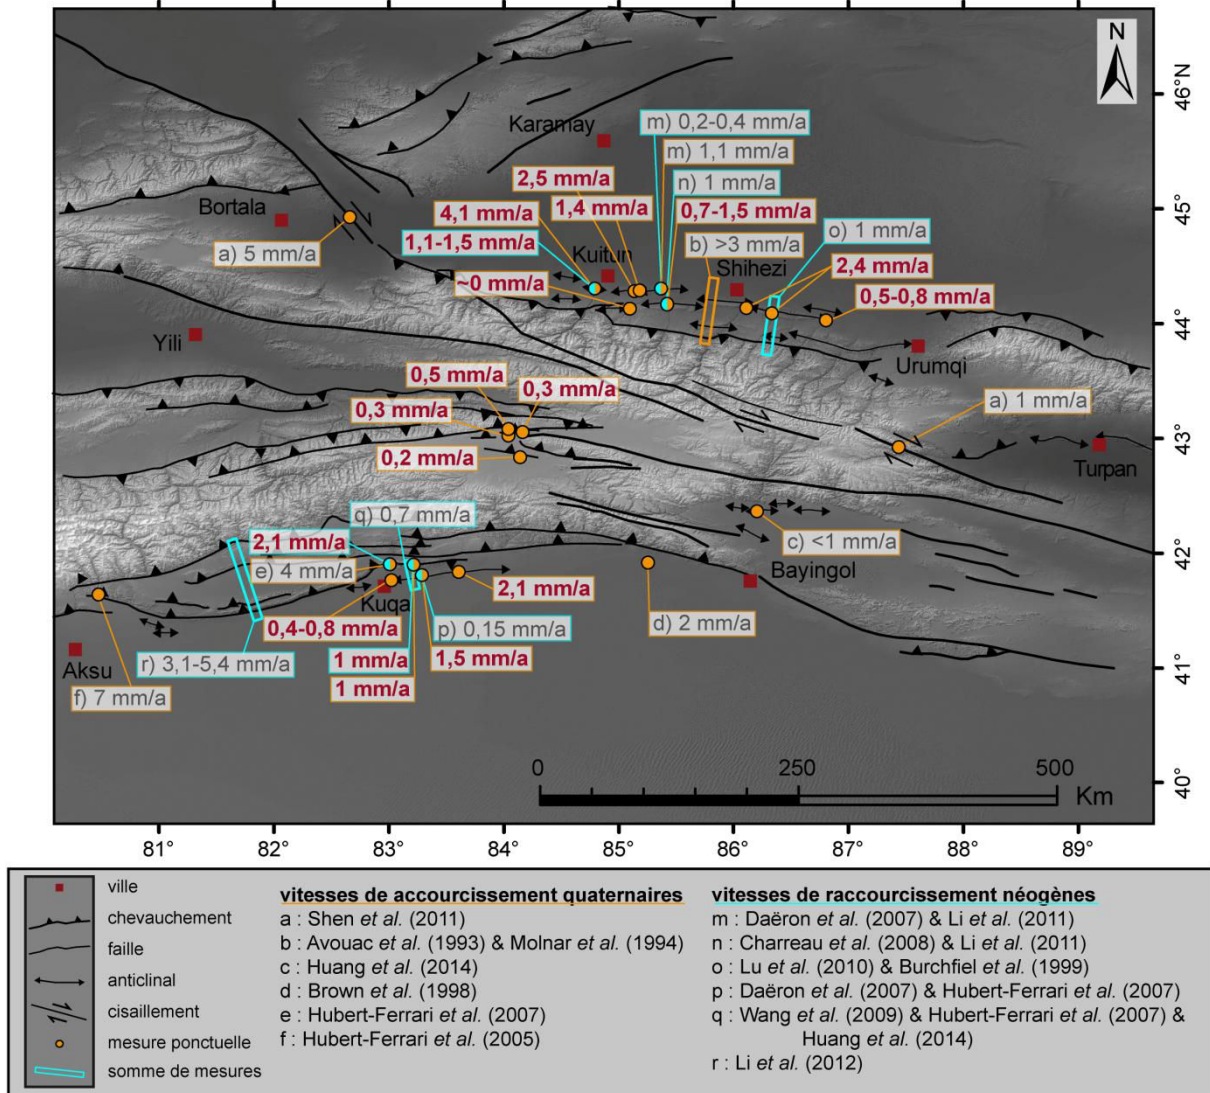 N
46°N
45°
44°
43°
42°
41°
40°
Karamay
m) 0,2-0,4 mm/a
m) 1,1 mm/a
2,5 mm/a
n) 1 mm/a
Bortala
4,1 mm/a
1,4 mm/a
0,7-1,5 mm/a
o) 1 mm/a
a) 5 mm/a
1,1-1,5 mm/a
Kuitun
b) >3 mm/a
Shihezi
2,4 mm/a
~0 mm/a
0,5-0,8 mm/a
Yili
Urumqi
0,5 mm/a
0,3 mm/a
0,3 mm/a
a) 1 mm/a
0,2 mm/a
Turpan
q) 0,7 mm/a
2,1 mm/a
c) <1 mm/a
e) 4 mm/a
Bayingol
Kuqa
2,1 mm/a
0,4-0,8 mm/a
p) 0,15 mm/a
d) 2 mm/a
Aksu
r) 3,1-5,4 mm/a
1 mm/a
1,5 mm/a
f) 7 mm/a
1 mm/a
0 250 500
Km
81° 82° 83° 84° 85° 86° 87° 88° 89°
ville
chevauchement
faille
anticlinal
cisaillement
mesure ponctuelle
somme de mesures
vitesses de accourcissement quaternaires
a : Shen et al. (2011)
b : Avouac et al. (1993) & Molnar et al. (1994)
c : Huang et al. (2014)
d : Brown et al. (1998)
e : Hubert-Ferrari et al. (2007)
f : Hubert-Ferrari et al. (2005)
vitesses de raccourcissement néogènes
m : Daëron et al. (2007) & Li et al. (2011)
n : Charreau et al. (2008) & Li et al. (2011)
o : Lu et al. (2010) & Burchfiel et al. (1999)
p : Daëron et al. (2007) & Hubert-Ferrari et al. (2007)
q : Wang et al. (2009) & Hubert-Ferrari et al. (2007) &
Huang et al. (2014)
r : Li et al. (2012)